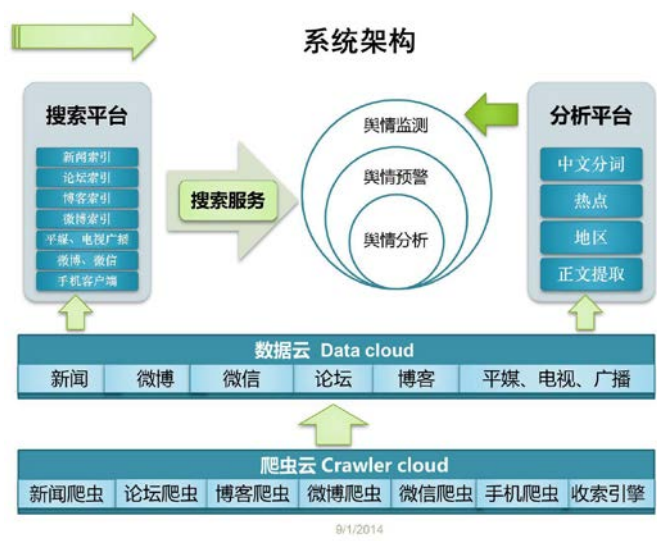 系统架构
搜索平台
新闻索引
论坛索引
博客索引
微博索引
平媒、电视广播
微博、微信
手机客户端
搜索服务
舆情监测
舆情预警
舆情分析
分析平台
中文分词
热点
地区
正文提取
数据云 Data cloud
新闻 微博 微信 论坛 博客 平媒、电视、广播
爬虫云 Crawler cloud
新闻爬虫 论坛爬虫 博客爬虫 微博爬虫 微信爬虫 手机爬虫 收索引擎
9/1/2014